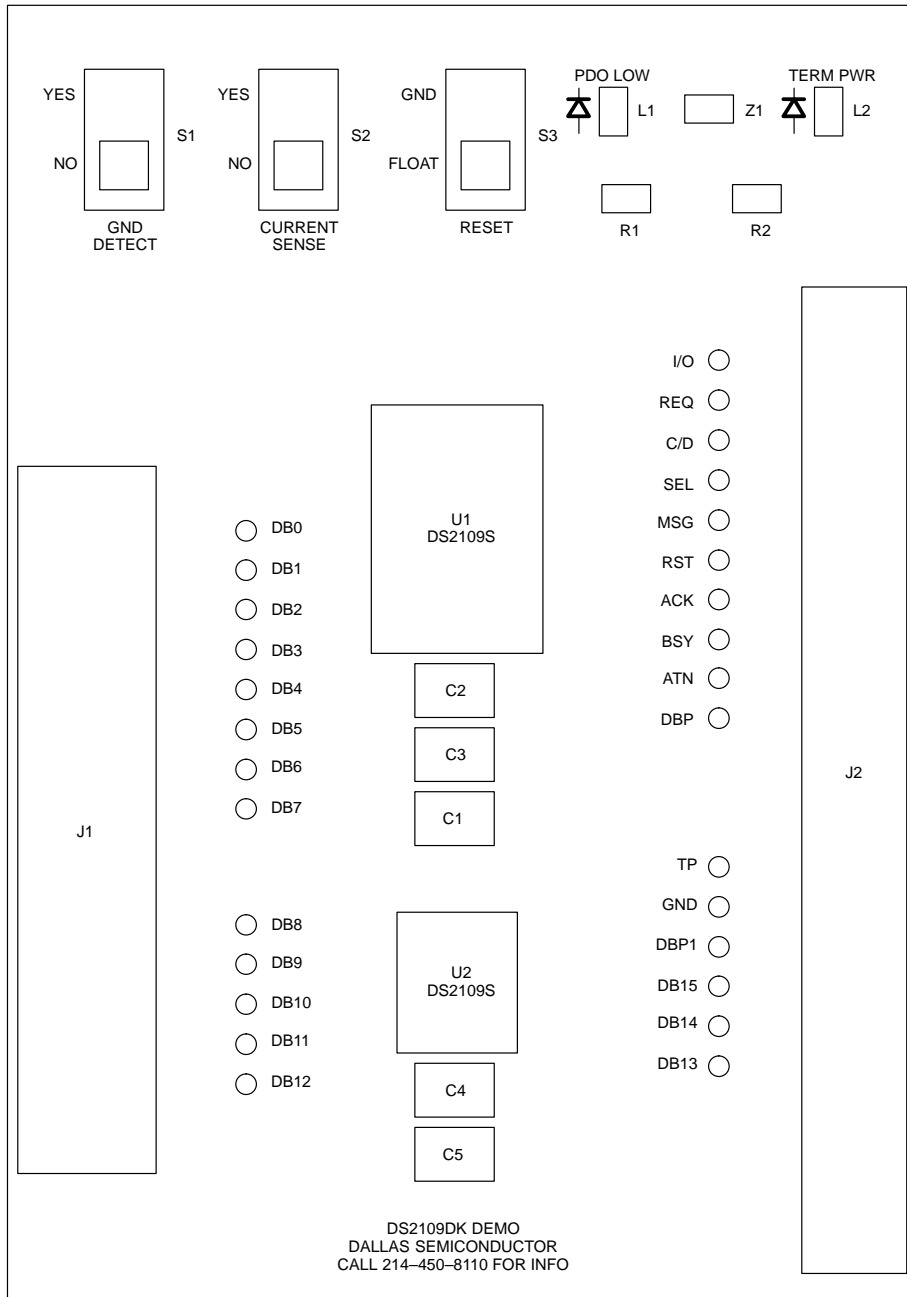 PDO LOW
TERM PWR
YES
YES
GND
L1
Z1
L2
S1
S2
S3
NO
NO
FLOAT
GND
DETECT
CURRENT
SENSE
RESET
R1
R2
I/O
REQ
C/D
SEL
MSG
RST
ACK
BSY
ATN
DBP
U1
DS2109S
DB0
DB1
DB2
DB3
DB4
DB5
DB6
DB7
C2
C3
C1
J1
J2
TP
GND
DBP1
DB15
DB14
DB13
DB8
DB9
DB10
DB11
DB12
U2
DS2109S
C4
C5
DS2109DK DEMO
DALLAS SEMICONDUCTOR
CALL 214–450–8110 FOR INFO